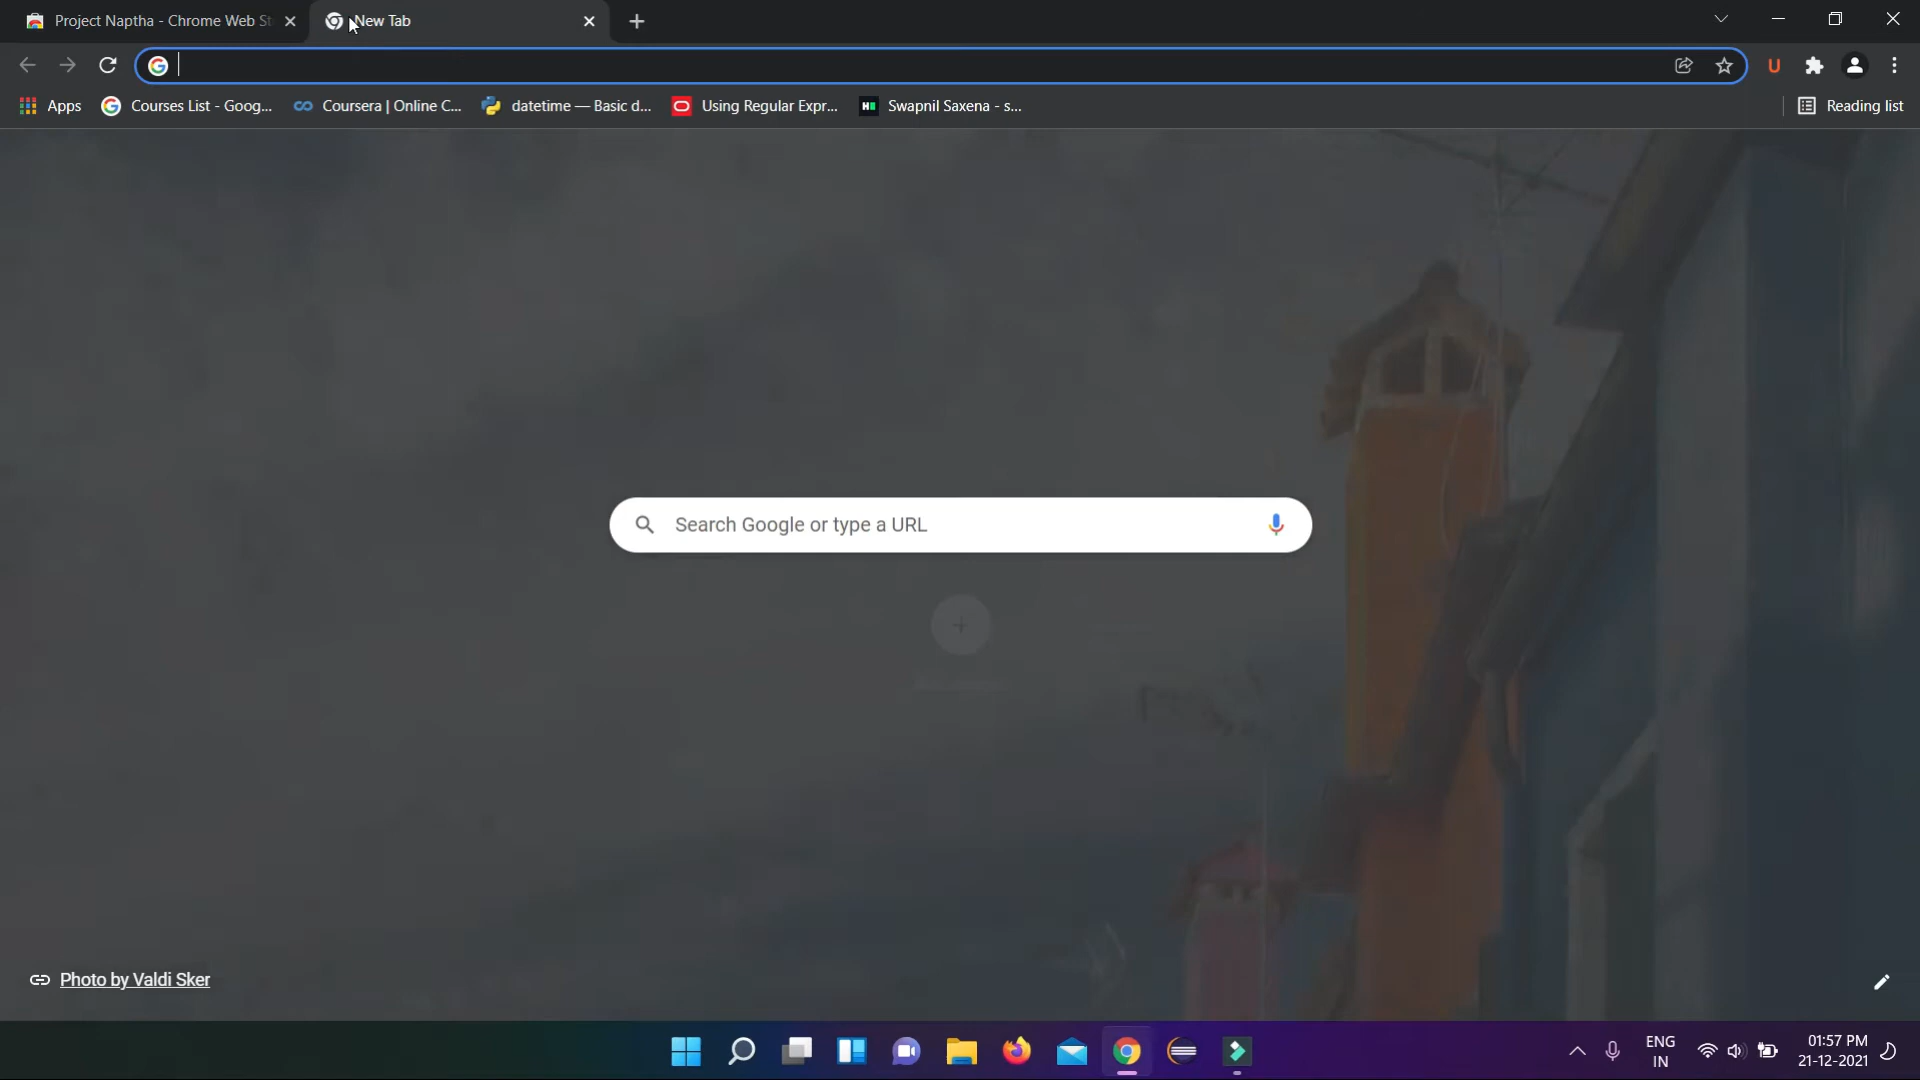 Project Naptha - Chrome Web St
New Tab
Apps
Courses List - Goog...
Coursera | Online C...
datetime — Basic d...
Using Regular Expr...
Swapnil Saxena - s...
Reading list
Search Google or type a URL
Photo by Valdi Sker
ENG
IN
01:57 PM
21-12-2021